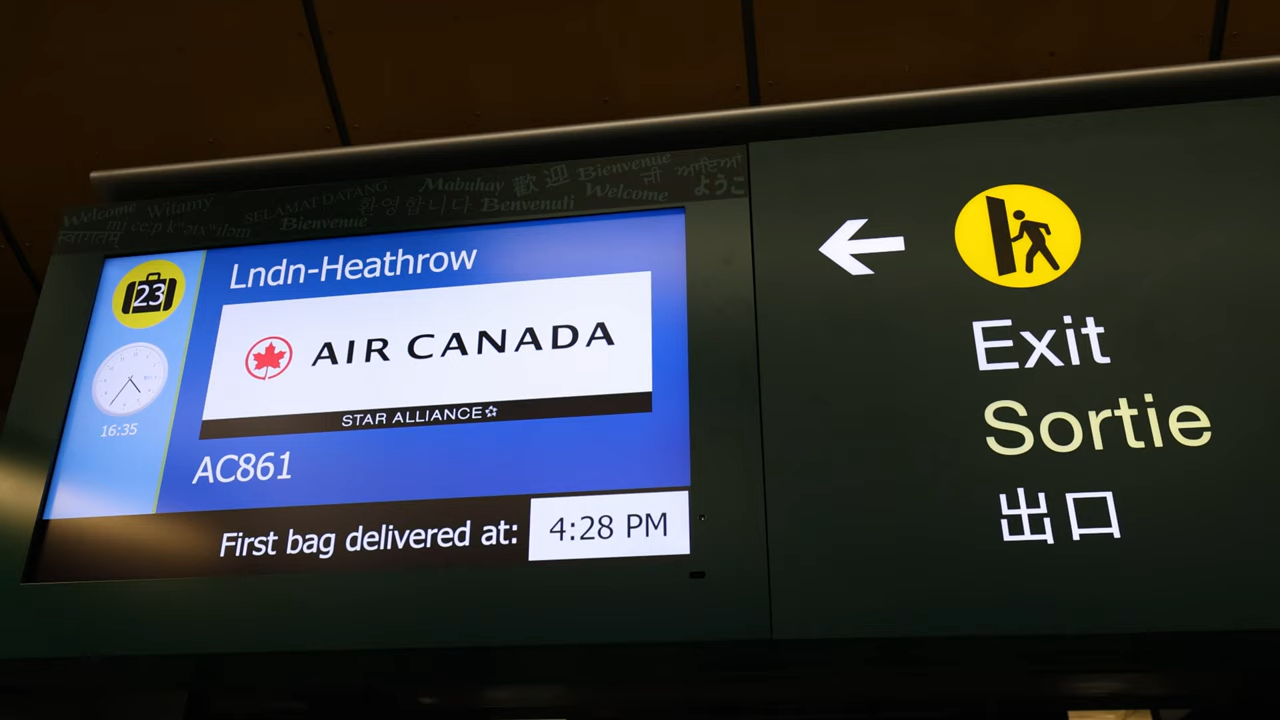 Welcome Witamy SELAMAT DATANG Mabuhay 歡迎 Bienvenue
स्वागतम् Bienvenue 환영합니다 Benvenuti Welcome ようこ
23
Lndn-Heathrow
AIR CANADA
STAR ALLIANCE
16:35
AC861
First bag delivered at: 4:28 PM
Exit
Sortie
出口